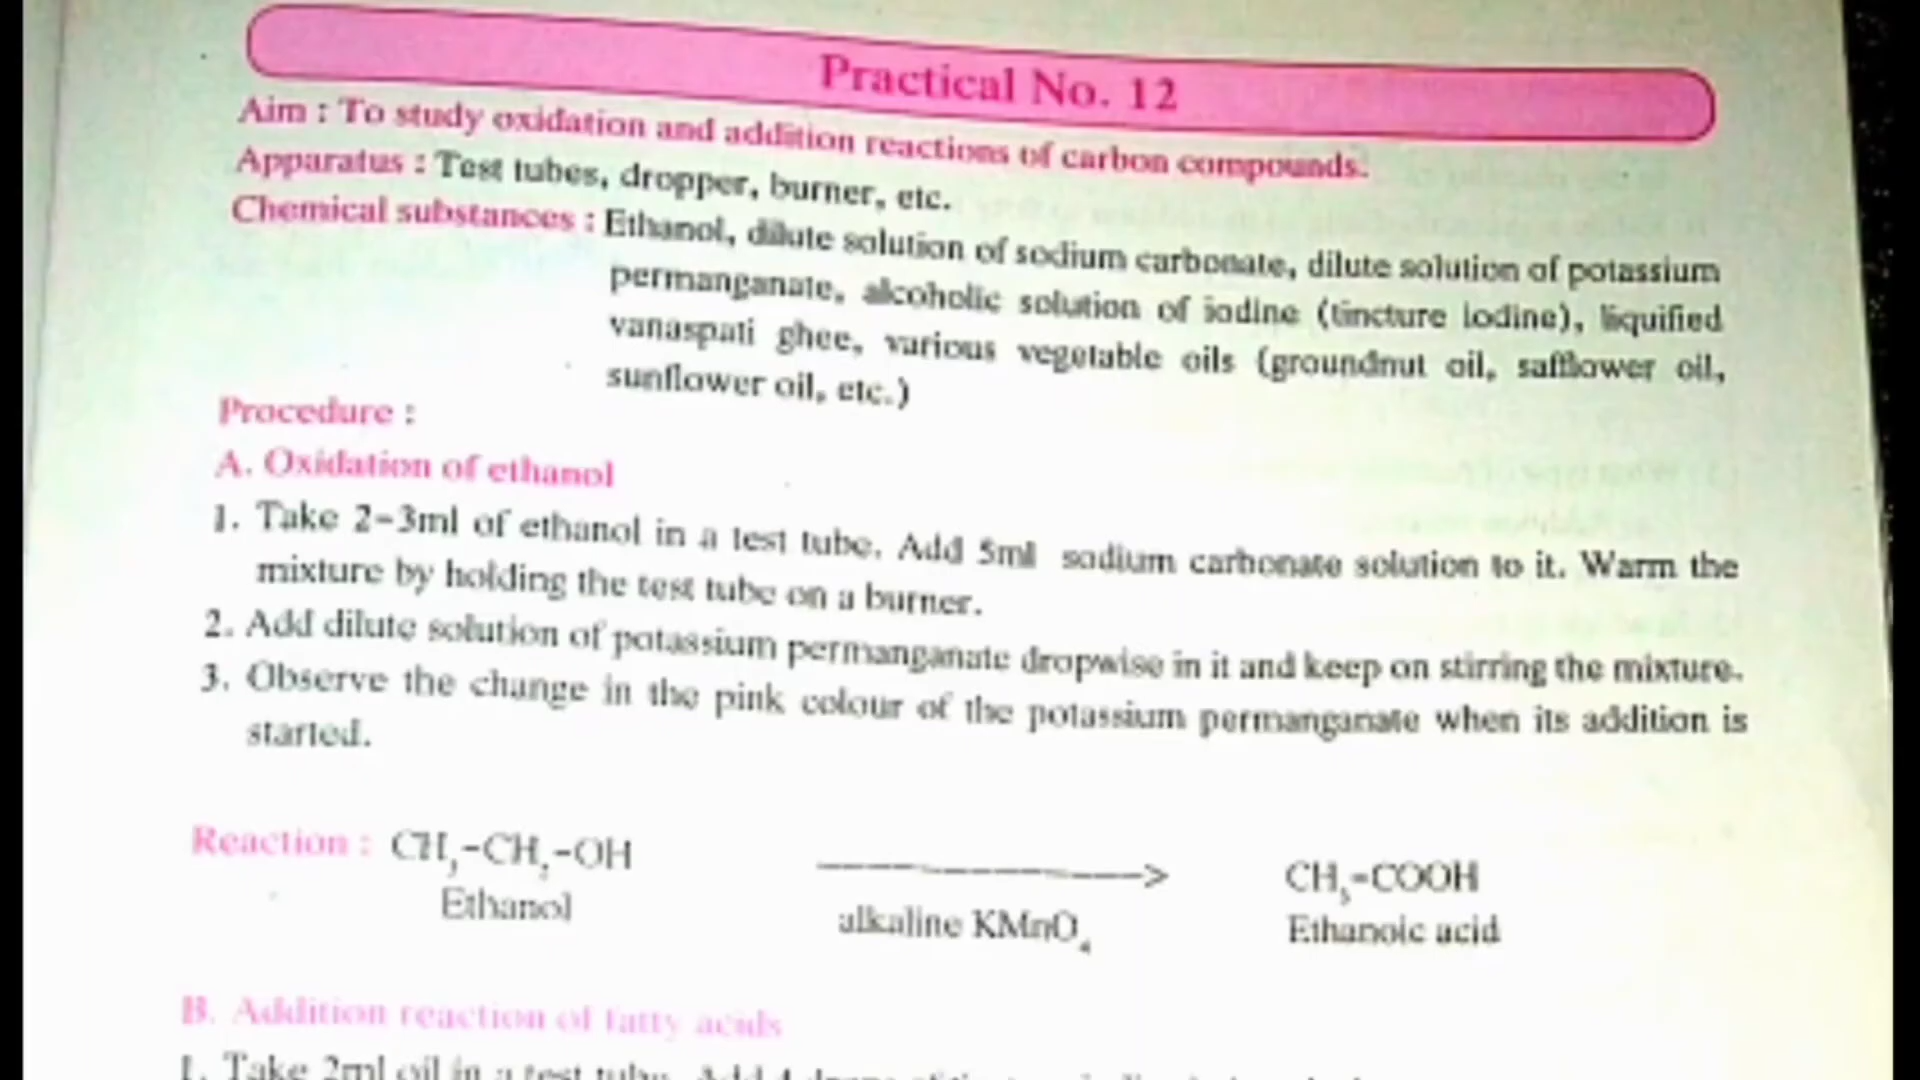 Practical No. 12
Aim : To study oxidation and addition reactions of carbon compounds.
Apparatus : Test tubes, dropper, burner, etc.
Chemical substances : Ethanol, dilute solution of sodium carbonate, dilute solution of potassium
permanganate, alcoholic solution of iodine (tincture iodine), liquified
vanaspati ghee, various vegetable oils (groundnut oil, safflower oil,
sunflower oil, etc.)
Procedure :
A. Oxidation of ethanol
1. Take 2-3ml of ethanol in a test tube. Add 5ml sodium carbonate solution to it. Warm the
mixture by holding the test tube on a burner.
2. Add dilute solution of potassium permanganate dropwise in it and keep on stirring the mixture.
3. Observe the change in the pink colour of the potassium permanganate when its addition is
started.
Reaction : CH₃-CH₂-OH ———————> CH₃-COOH
Ethanol alkaline KMnO₄ Ethanoic acid
B. Addition reaction of fatty acids
1. Take 2ml oil in a test tube. Add 4 drops of